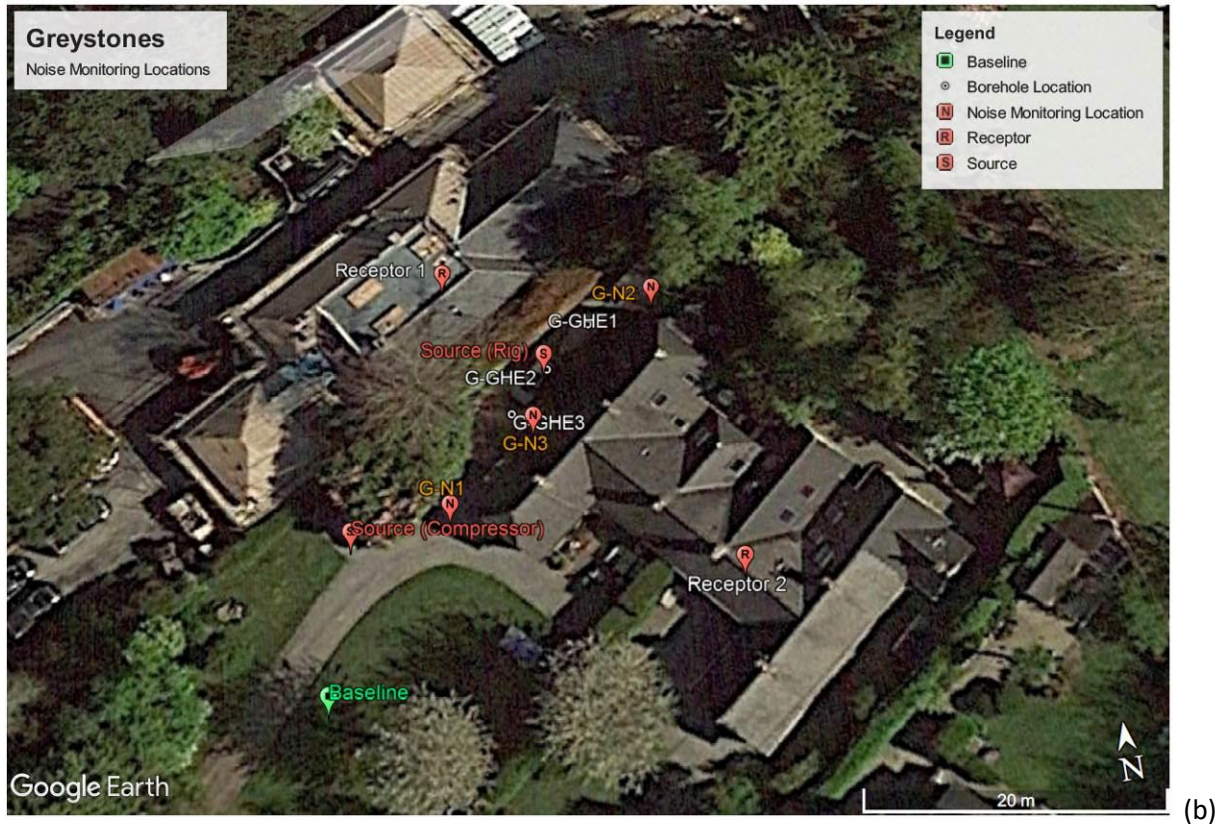 Greystones
Noise Monitoring Locations
Legend
Baseline
Borehole Location
N Noise Monitoring Location
R Receptor
S Source
Receptor 1
R
G-N2
N
G-GHE1
Source (Rig)
S
G-GHE2
G-GHE3
N
G-N3
G-N1
N
Source (Compressor)
R
Receptor 2
Baseline
N
Google Earth
20 m
(b)